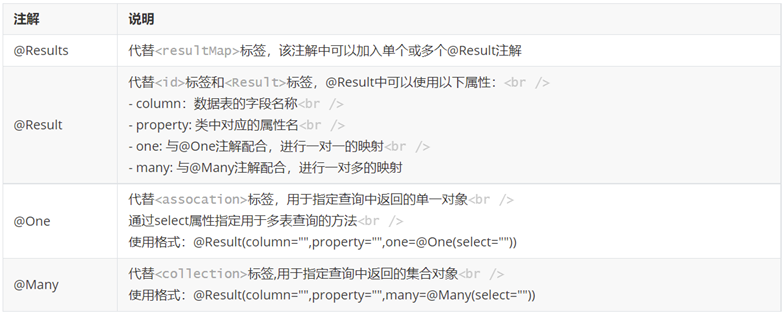 注解 说明
@Results 代替<resultMap>标签，该注解中可以加入单个或多个@Result注解
代替<id>标签和<Result>标签，@Result中可以使用以下属性：<br />
- column：数据表的字段名称<br />
@Result - property: 类中对应的属性名<br />
- one: 与@One注解配合，进行一对一的映射<br />
- many: 与@Many注解配合，进行一对多的映射
代替<assocation>标签，用于指定查询中返回的单一对象<br />
@One 通过select属性指定用于多表查询的方法<br />
使用格式：@Result(column="",property="",one=@One(select=""))
代替<collection>标签,用于指定查询中返回的集合对象<br />
@Many 使用格式：@Result(column="",property="",many=@Many(select=""))